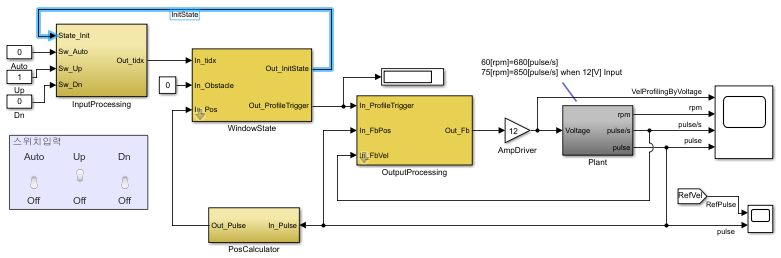 InitState
State_Init
Sw_Auto
Sw_Up
Sw_Dn
Out_tidx
InputProcessing
0
Auto
1
Up
0
Dn
In_tidx
In_Obstacle
In_Pos
Out_InitState
Out_ProfileTrigger
WindowState
0
60[rpm]=680[pulse/s]
75[rpm]=850[pulse/s] when 12[V] Input
In_ProfileTrigger
In_FbPos
In_FbVel
Out_Fb
OutputProcessing
12
AmpDriver
Voltage
rpm
pulse/s
pulse
Plant
VelProfilingByVoltage
rpm
pulse/s
pulse
스위치입력
Auto Up Dn
Off Off Off
Out_Pulse In_Pulse
PosCalculator
RefVel
RefPulse
pulse